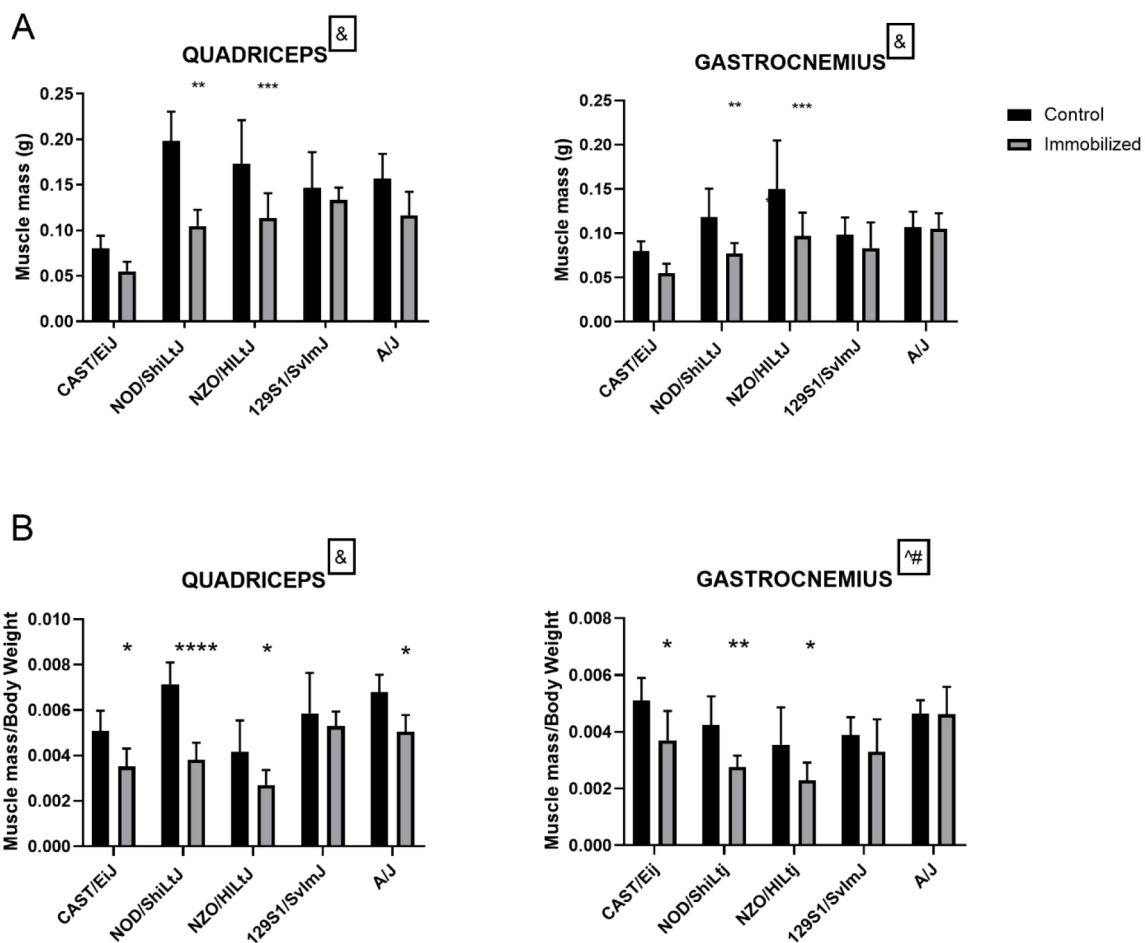 A
QUADRICEPS &
GASTROCNEMIUS &
Control
Immobilized
** ***
** ***
Muscle mass (g)
0.25
0.20
0.15
0.10
0.05
0.00
CAST/EiJ
NOD/ShiLtJ
NZO/HILtJ
129S1/SvImJ
A/J
Muscle mass (g)
0.25
0.20
0.15
0.10
0.05
0.00
*
CAST/EiJ
NOD/ShiLtJ
NZO/HILtJ
129S1/SvImJ
A/J
B
QUADRICEPS &
Muscle mass/Body Weight
0.010
0.008
0.006
0.004
0.002
0.000
* **** * *
CAST/EiJ
NOD/ShiLtJ
NZO/HILtJ
129S1/SvImJ
A/J
GASTROCNEMIUS ^#
Muscle mass/Body Weight
0.008
0.006
0.004
0.002
0.000
* ** *
CAST/Eij
NOD/ShiLtj
NZO/HILtj
129S1/SvImJ
A/J